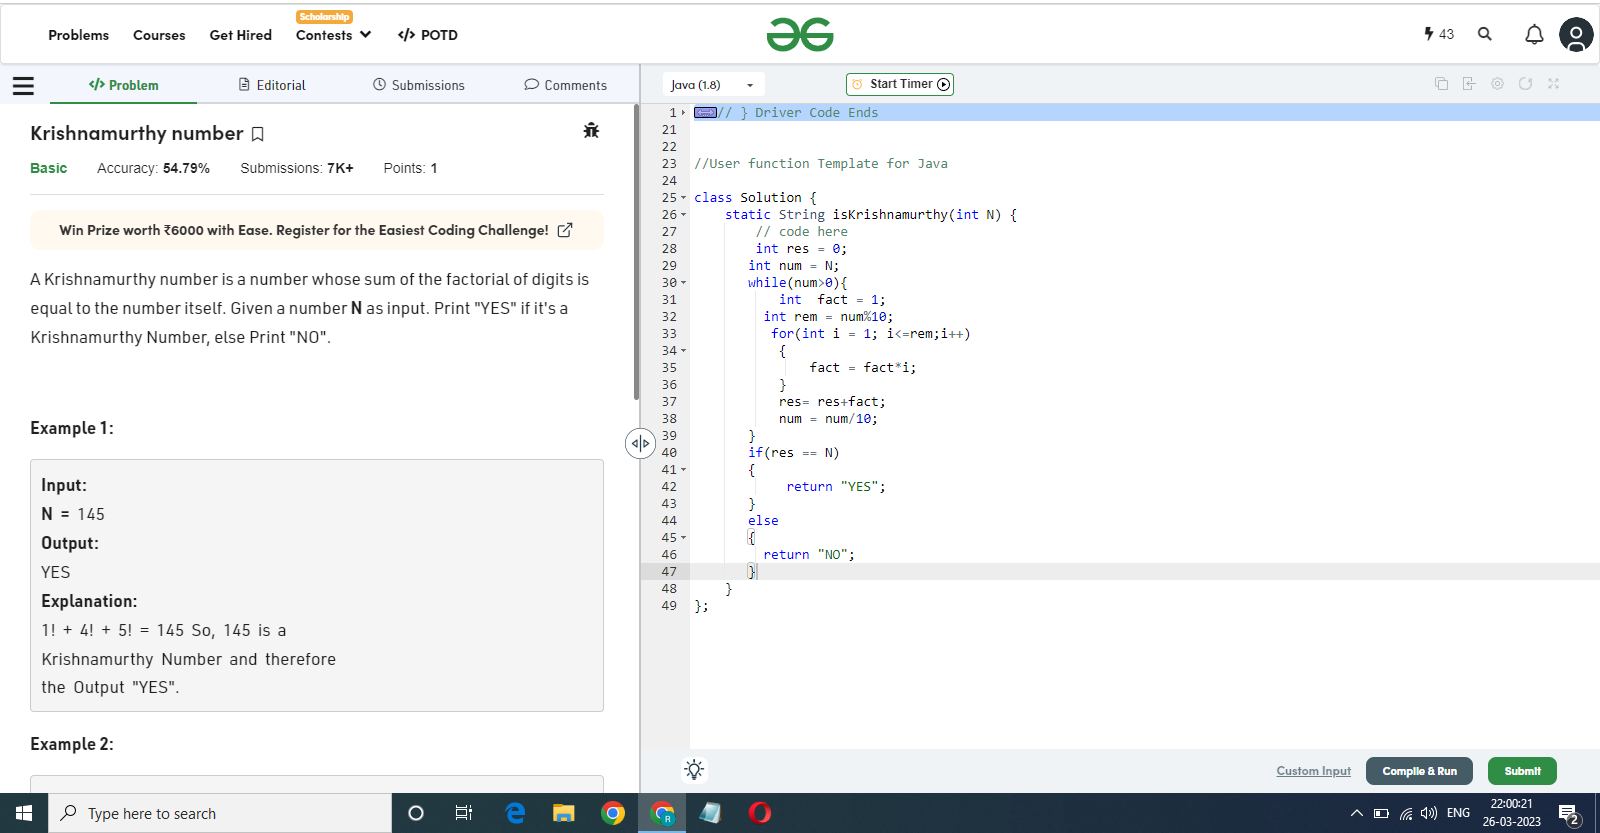 Scholarship
Problems Courses Get Hired Contests </> POTD
43
</> Problem Editorial Submissions Comments
Java (1.8) Start Timer
Krishnamurthy number
Basic Accuracy: 54.79% Submissions: 7K+ Points: 1
Win Prize worth ₹6000 with Ease. Register for the Easiest Coding Challenge!
A Krishnamurthy number is a number whose sum of the factorial of digits is
equal to the number itself. Given a number N as input. Print "YES" if it's a
Krishnamurthy Number, else Print "NO".
Example 1:
Input:
N = 145
Output:
YES
Explanation:
1! + 4! + 5! = 145 So, 145 is a
Krishnamurthy Number and therefore
the Output "YES".
Example 2:
1 // } Driver Code Ends
21
22
23 //User function Template for Java
24
25 class Solution {
26 static String isKrishnamurthy(int N) {
27 // code here
28 int res = 0;
29 int num = N;
30 while(num>0){
31 int fact = 1;
32 int rem = num%10;
33 for(int i = 1; i<=rem;i++)
34 {
35 fact = fact*i;
36 }
37 res= res+fact;
38 num = num/10;
39 }
40 if(res == N)
41 {
42 return "YES";
43 }
44 else
45 {
46 return "NO";
47 }
48 }
49 };
Custom Input Compile & Run Submit
Type here to search
R
ENG
22:00:21
26-03-2023
2